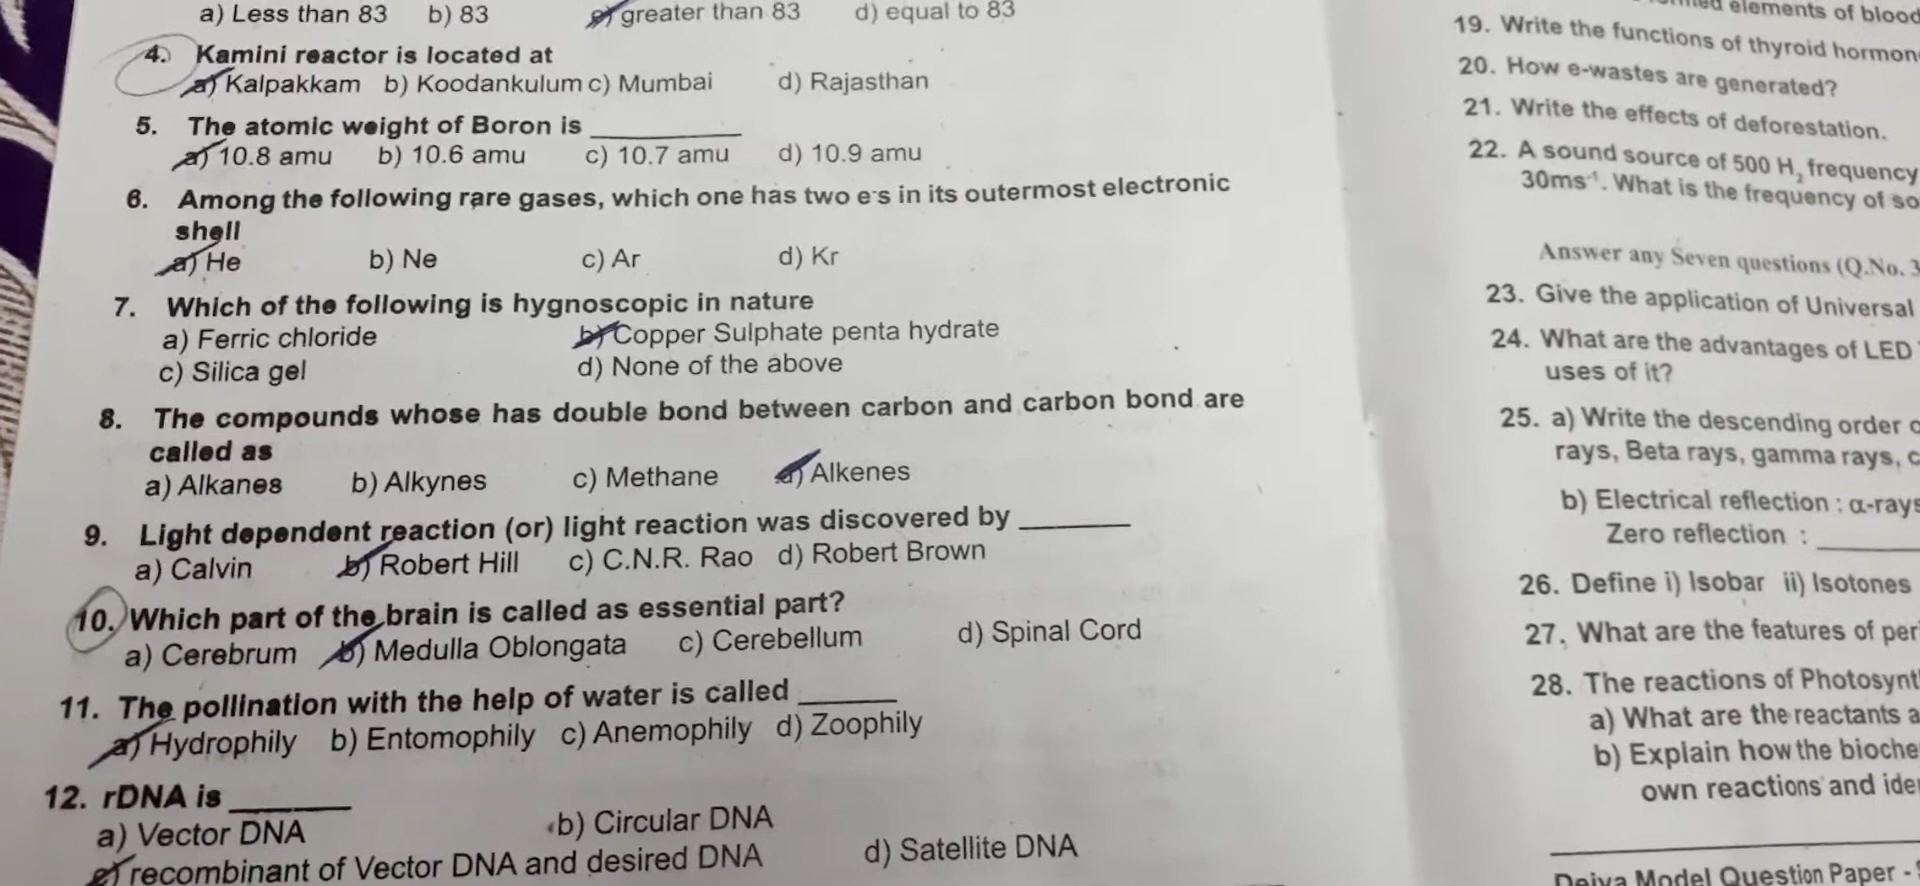 a) Less than 83 b) 83 c) greater than 83 d) equal to 83
4. Kamini reactor is located at
a) Kalpakkam b) Koodankulum c) Mumbai d) Rajasthan
5. The atomic weight of Boron is ________
a) 10.8 amu b) 10.6 amu c) 10.7 amu d) 10.9 amu
6. Among the following rare gases, which one has two e-s in its outermost electronic
shell
a) He b) Ne c) Ar d) Kr
7. Which of the following is hygnoscopic in nature
a) Ferric chloride b) Copper Sulphate penta hydrate
c) Silica gel d) None of the above
8. The compounds whose has double bond between carbon and carbon bond are
called as
a) Alkanes b) Alkynes c) Methane d) Alkenes
9. Light dependent reaction (or) light reaction was discovered by ________
a) Calvin b) Robert Hill c) C.N.R. Rao d) Robert Brown
10. Which part of the brain is called as essential part?
a) Cerebrum b) Medulla Oblongata c) Cerebellum d) Spinal Cord
11. The pollination with the help of water is called ________
a) Hydrophily b) Entomophily c) Anemophily d) Zoophily
12. rDNA is ________
a) Vector DNA b) Circular DNA
c) recombinant of Vector DNA and desired DNA d) Satellite DNA
elements of blood
19. Write the functions of thyroid hormon
20. How e-wastes are generated?
21. Write the effects of deforestation.
22. A sound source of 500 Hz frequency
30ms-1. What is the frequency of so
Answer any Seven questions (Q.No. 3
23. Give the application of Universal
24. What are the advantages of LED
uses of it?
25. a) Write the descending order o
rays, Beta rays, gamma rays, c
b) Electrical reflection : α-rays
Zero reflection : ________
26. Define i) Isobar ii) Isotones
27. What are the features of per
28. The reactions of Photosynt
a) What are the reactants a
b) Explain how the bioche
own reactions and ide
Deiva Model Question Paper -